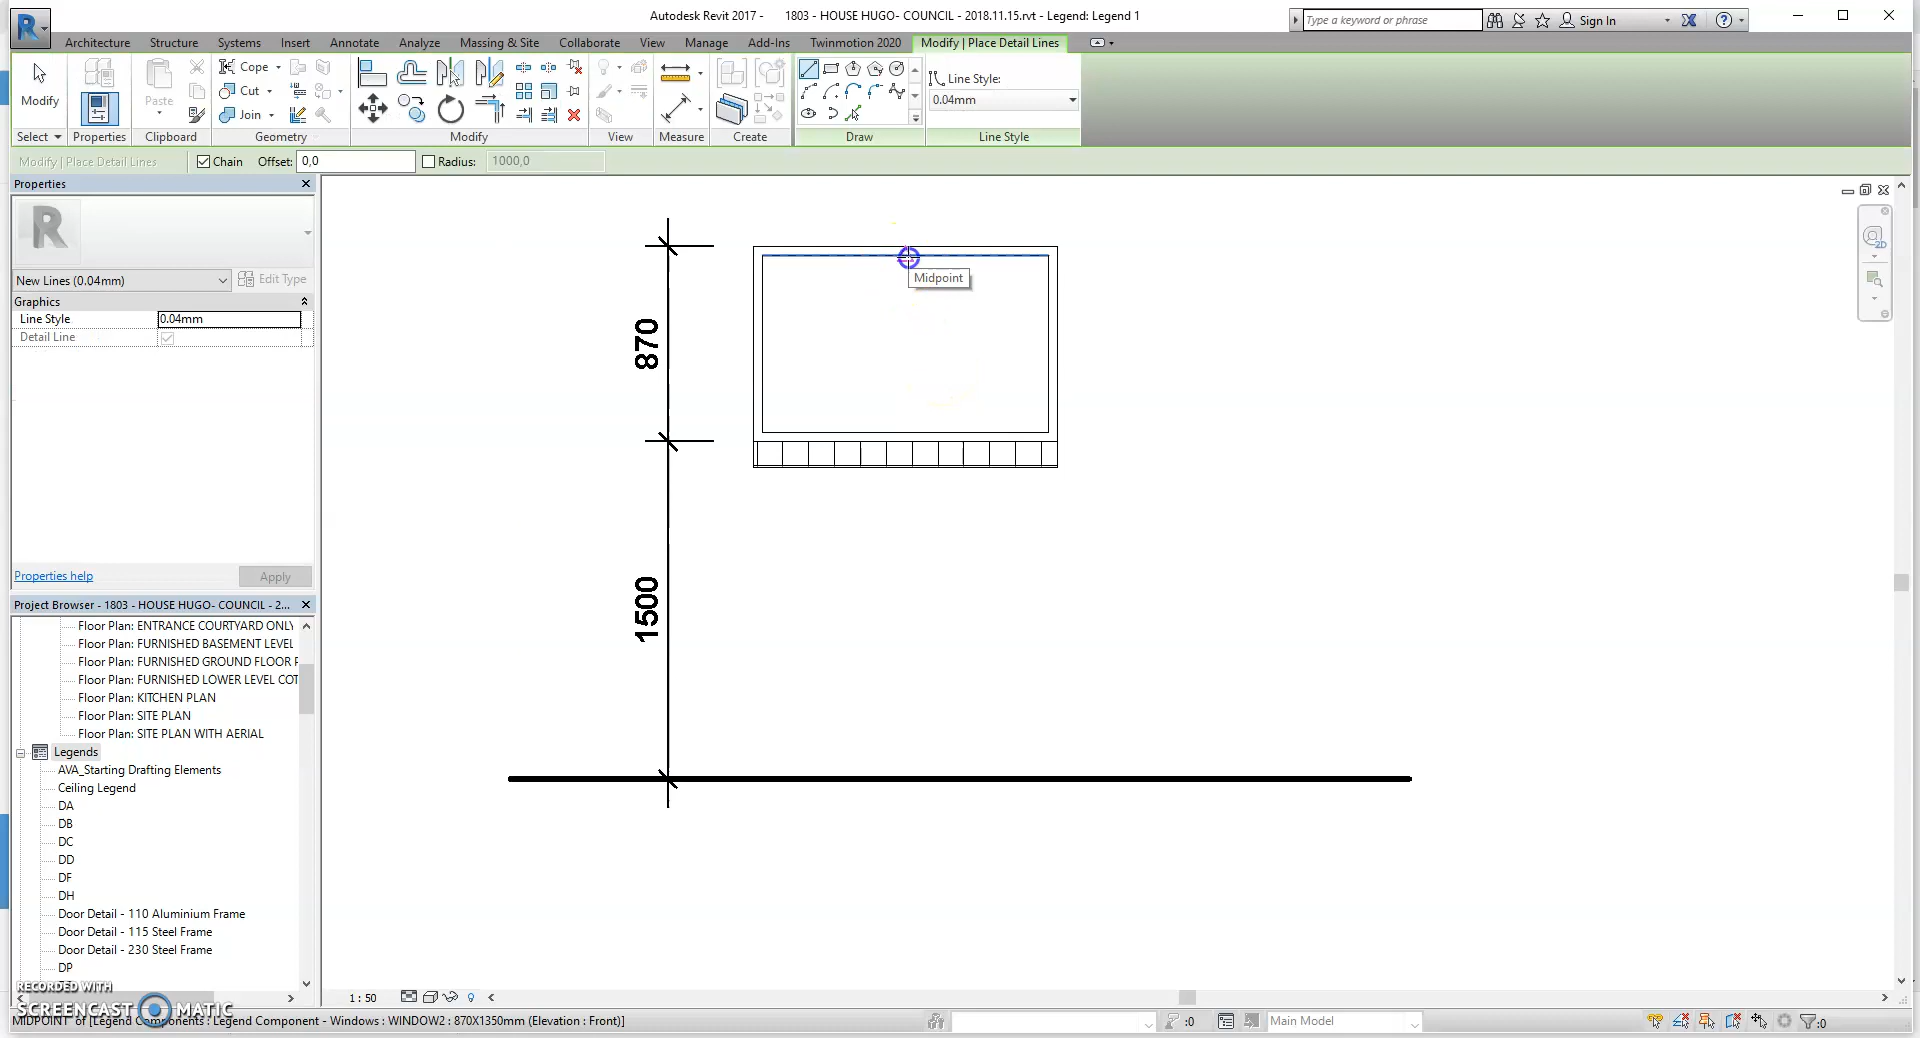 Autodesk Revit 2017 - 1803 - HOUSE HUGO- COUNCIL - 2018.11.15.rvt - Legend: Legend 1
Type a keyword or phrase
Sign In
Architecture Structure Systems Insert Annotate Analyze Massing & Site Collaborate View Manage Add-Ins Twinmotion 2020 Modify | Place Detail Lines
Modify
Paste
Cope
Cut
Join
Line Style:
0.04mm
Select Properties Clipboard Geometry Modify View Measure Create Draw Line Style
Modify | Place Detail Lines Chain Offset: 0,0 Radius: 1000,0
Properties
R
New Lines (0.04mm) Edit Type
Graphics
Line Style 0.04mm
Detail Line
Properties help Apply
Project Browser - 1803 - HOUSE HUGO- COUNCIL - 2...
Floor Plan: ENTRANCE COURTYARD ONLY
Floor Plan: FURNISHED BASEMENT LEVEL
Floor Plan: FURNISHED GROUND FLOOR P
Floor Plan: FURNISHED LOWER LEVEL COT
Floor Plan: KITCHEN PLAN
Floor Plan: SITE PLAN
Floor Plan: SITE PLAN WITH AERIAL
Legends
AVA_Starting Drafting Elements
Ceiling Legend
DA
DB
DC
DD
DF
DH
Door Detail - 110 Aluminium Frame
Door Detail - 115 Steel Frame
Door Detail - 230 Steel Frame
DP
870
1500
Midpoint
2D
1 : 50
RECORDED WITH
SCREENCAST MATIC
MIDPOINT of [Legend Components : Legend Component - Windows : WINDOW2 : 870X1350mm (Elevation : Front)]
:0
Main Model
:0